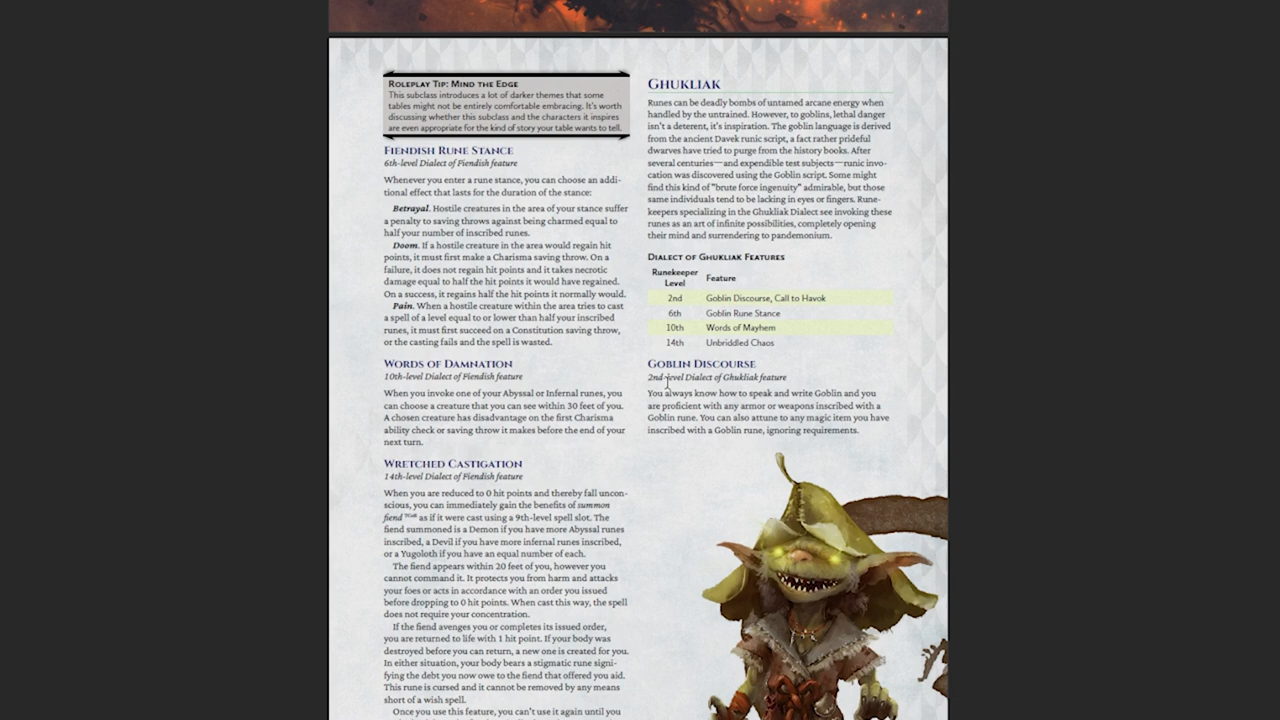 Roleplay Tip: Mind the Edge
This subclass introduces a lot of darker themes that some
tables might not be entirely comfortable embracing. It's worth
discussing whether this subclass and the characters it inspires
are even appropriate for the kind of story your table wants to tell.
Fiendish Rune Stance
6th-level Dialect of Fiendish feature
Whenever you enter a rune stance, you can choose an addi-
tional effect that lasts for the duration of the stance:
Betrayal. Hostile creatures in the area of your stance suffer
a penalty to saving throws against being charmed equal to
half your number of inscribed runes.
Doom. If a hostile creature in the area would regain hit
points, it must first make a Charisma saving throw. On a
failure, it does not regain hit points and it takes necrotic
damage equal to half the hit points it would have regained.
On a success, it regains half the hit points it normally would.
Pain. When a hostile creature within the area tries to cast
a spell of a level equal to or lower than half your inscribed
runes, it must first succeed on a Constitution saving throw,
or the casting fails and the spell is wasted.
Words of Damnation
10th-level Dialect of Fiendish feature
When you invoke one of your Abyssal or Infernal runes, you
can choose a creature that you can see within 30 feet of you.
A chosen creature has disadvantage on the first Charisma
ability check or saving throw it makes before the end of your
next turn.
Wretched Castigation
14th-level Dialect of Fiendish feature
When you are reduced to 0 hit points and thereby fall uncon-
scious, you can immediately gain the benefits of summon
fiend as if it were cast using a 9th-level spell slot. The
fiend summoned is a Demon if you have more Abyssal runes
inscribed, a Devil if you have more infernal runes inscribed,
or a Yugoloth if you have an equal number of each.
The fiend appears within 20 feet of you, however you
cannot command it. It protects you from harm and attacks
your foes or acts in accordance with an order you issued
before dropping to 0 hit points. When cast this way, the spell
does not require your concentration.
If the fiend avenges you or completes its issued order,
you are returned to life with 1 hit point. If your body was
destroyed before you can return, a new one is created for you.
In either situation, your body bears a stigmatic rune signi-
fying the debt you now owe to the fiend that offered you aid.
This rune is cursed and it cannot be removed by any means
short of a wish spell.
Once you use this feature, you can't use it again until you
Ghukliak
Runes can be deadly bombs of untamed arcane energy when
handled by the untrained. However, to goblins, lethal danger
isn't a deterent, it's inspiration. The goblin language is derived
from the ancient Davek runic script, a fact rather prideful
dwarves have tried to purge from the history books. After
several centuries—and expendible test subjects—runic invo-
cation was discovered using the Goblin script. Some might
find this kind of "brute force ingenuity" admirable, but those
same individuals tend to be lacking in eyes or fingers. Rune-
keepers specializing in the Ghukliak Dialect see invoking these
runes as an art of infinite possibilities, completely opening
their mind and surrendering to pandemonium.
Dialect of Ghukliak Features
Runekeeper Level Feature
2nd Goblin Discourse, Call to Havok
6th Goblin Rune Stance
10th Words of Mayhem
14th Unbriddled Chaos
Goblin Discourse
2nd-level Dialect of Ghukliak feature
You always know how to speak and write Goblin and you
are proficient with any armor or weapons inscribed with a
Goblin rune. You can also attune to any magic item you have
inscribed with a Goblin rune, ignoring requirements.